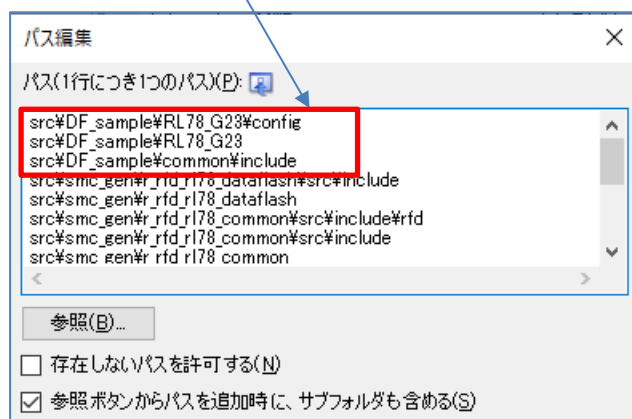 パス編集
パス(1行につき1つのパス)(P):
src¥DF_sample¥RL78_G23¥config
src¥DF_sample¥RL78_G23
src¥DF_sample¥common¥include
src¥smc_gen¥r_rfd_rl78_dataflash¥src¥include
src¥smc_gen¥r_rfd_rl78_dataflash
src¥smc_gen¥r_rfd_rl78_common¥src¥include¥rfd
src¥smc_gen¥r_rfd_rl78_common¥src¥include
src¥smc_gen¥r_rfd_rl78_common
参照(B)...
存在しないパスを許可する(N)
参照ボタンからパスを追加時に、サブフォルダも含める(S)